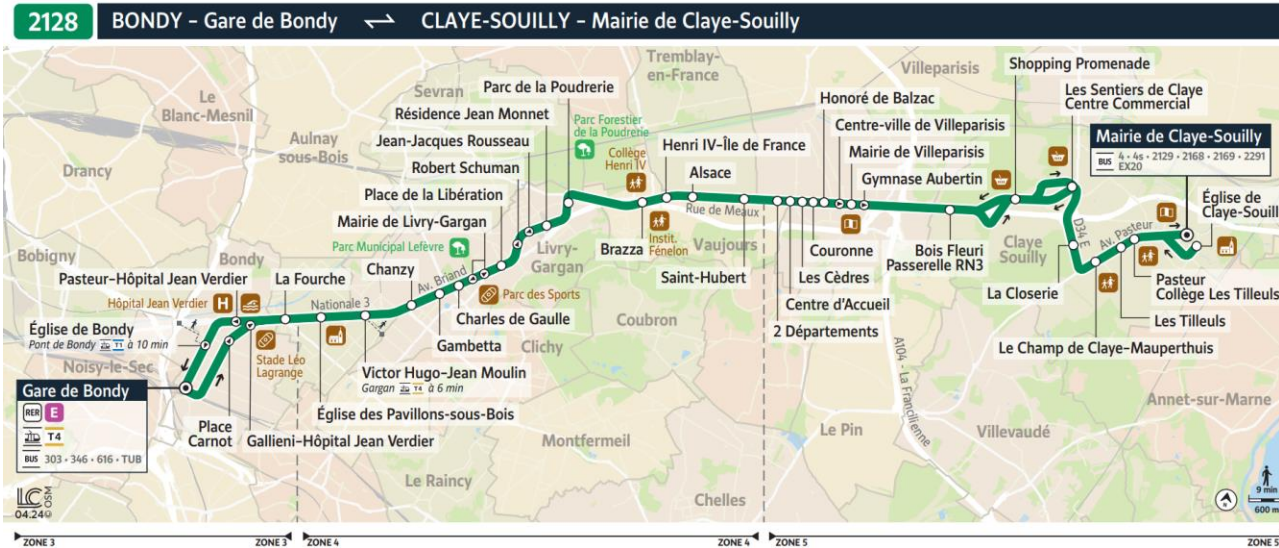 2128 BONDY – Gare de Bondy ⇌ CLAYE-SOUILLY – Mairie de Claye-Souilly
Tremblay-
en-France
Villeparisis
Shopping Promenade
Le
Blanc-Mesnil
Sevran
Parc de la Poudrerie
Les Sentiers de Claye
Centre Commercial
Résidence Jean Monnet
Honoré de Balzac
Aulnay
sous-Bois
Parc Forestier
de la Poudrerie
Centre-ville de Villeparisis
Mairie de Claye-Souilly
BUS 4 • 4s • 2129 • 2168 • 2169 • 2291
EX20
Jean-Jacques Rousseau
Henri IV–Île de France
Mairie de Villeparisis
Drancy
Robert Schuman
Collège
Henri IV
Alsace
Gymnase Aubertin
Place de la Libération
Église de
Claye-Souill
Mairie de Livry-Gargan
Rue de Meaux
D34 E
Av. Pasteur
Parc Municipal Lefèvre
Livry-
Gargan
Brazza
Instit.
Fénelon
Vaujours
Couronne
Bois Fleuri
Passerelle RN3
Claye
Souilly
Bobigny
Bondy
Chanzy
Av. Briand
Saint-Hubert
Les Cèdres
Pasteur
Collège Les Tilleuls
Pasteur–Hôpital Jean Verdier
La Fourche
Parc des Sports
La Closerie
Hôpital Jean Verdier
H
Nationale 3
Centre d'Accueil
Charles de Gaulle
Coubron
Les Tilleuls
Église de Bondy
Pont de Bondy T1 à 10 min
Gambetta
2 Départements
Stade Léo
Lagrange
Clichy
Le Champ de Claye–Mauperthuis
Noisy-le-Sec
Victor Hugo–Jean Moulin
Gargan T4 à 6 min
A104 - La Francilienne
Gare de Bondy
RER E
T4
BUS 303 • 346 • 616 • TUB
Annet-sur-Marne
Église des Pavillons-sous-Bois
Place
Carnot
Gallieni–Hôpital Jean Verdier
Montfermeil
Le Pin
Villevaudé
Le Raincy
Chelles
LC
04.24 © OSM
N
9 min
600 m
ZONE 3 ZONE 3 ZONE 4 ZONE 4 ZONE 5 ZONE 5